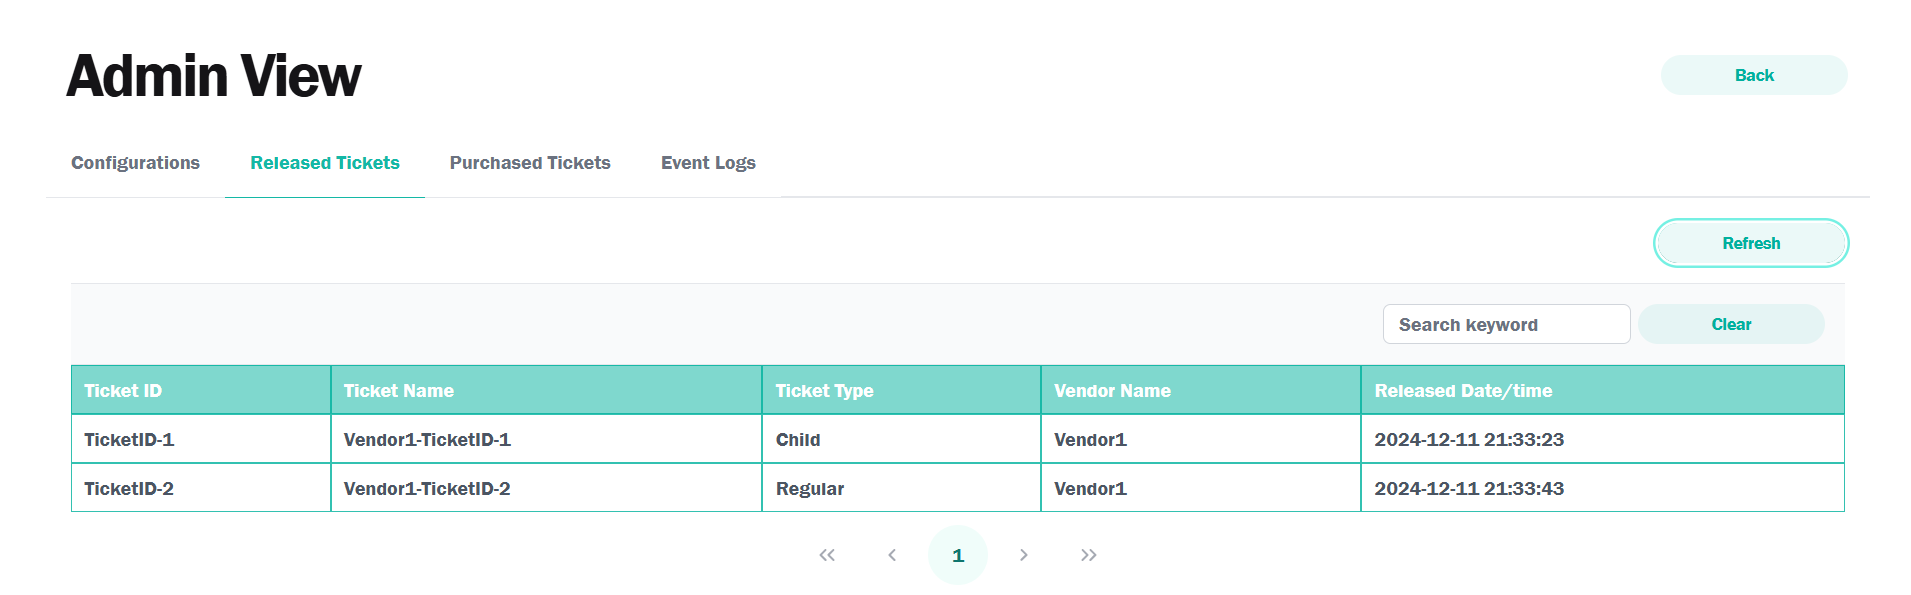 Admin View
Back
Configurations Released Tickets Purchased Tickets Event Logs
Refresh
Search keyword Clear
Ticket ID Ticket Name Ticket Type Vendor Name Released Date/time
TicketID-1 Vendor1-TicketID-1 Child Vendor1 2024-12-11 21:33:23
TicketID-2 Vendor1-TicketID-2 Regular Vendor1 2024-12-11 21:33:43
1